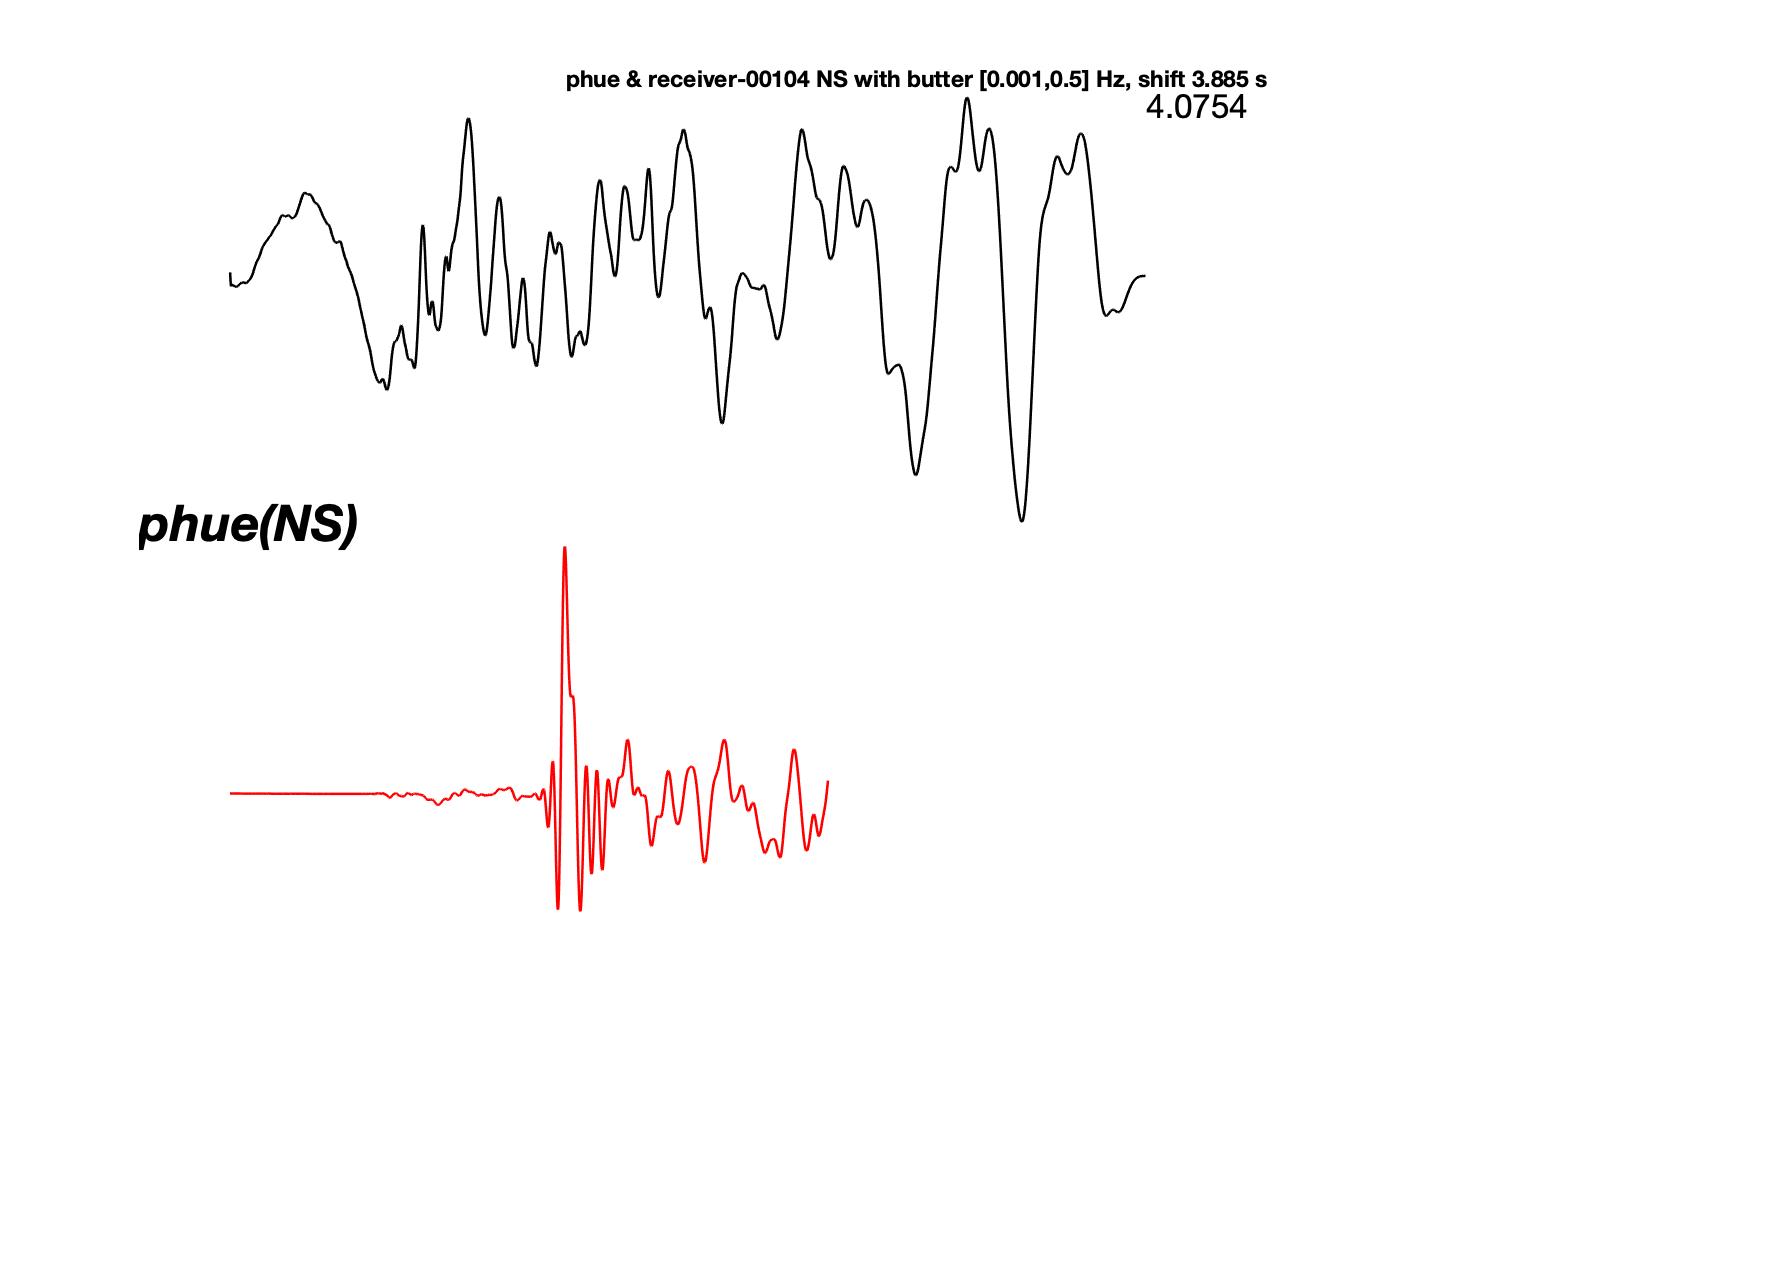 phue & receiver-00104 NS with butter [0.001,0.5] Hz, shift 3.885 s
4.0754
phue(NS)